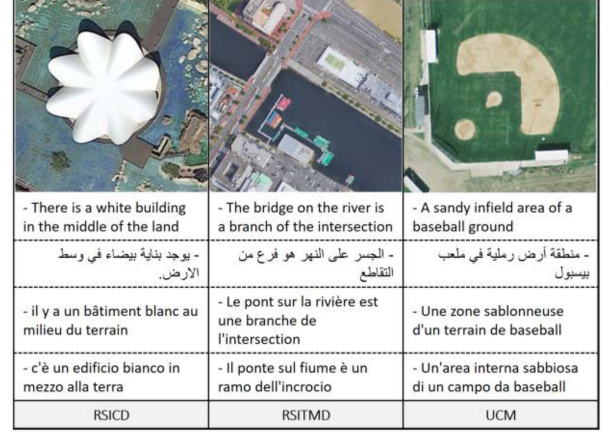 - There is a white building
in the middle of the land
- The bridge on the river is
a branch of the intersection
- A sandy infield area of a
baseball ground
- يوجد بناية بيضاء في وسط
الارض.
- الجسر على النهر هو فرع من
التقاطع
- منطقة أرض رملية في ملعب
بيسبول
- il y a un bâtiment blanc au
milieu du terrain
- Le pont sur la rivière est
une branche de
l'intersection
- Une zone sablonneuse
d'un terrain de baseball
- c'è un edificio bianco in
mezzo alla terra
- Il ponte sul fiume è un
ramo dell'incrocio
- Un'area interna sabbiosa
di un campo da baseball
RSICD
RSITMD
UCM